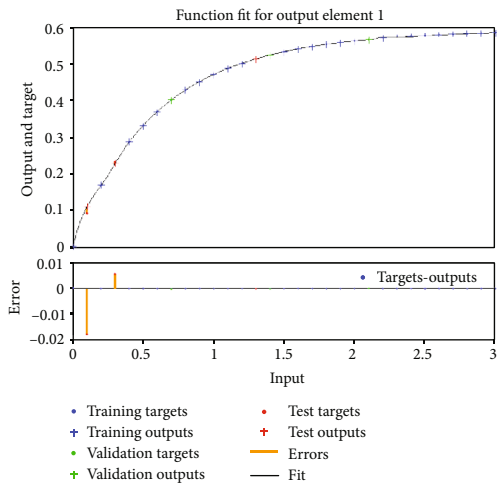 Function fit for output element 1
Output and target
0.6
0.5
0.4
0.3
0.2
0.1
0
Error
0.01
0
−0.01
−0.02
Targets-outputs
0 0.5 1 1.5 2 2.5 3
Input
Training targets
Training outputs
Validation targets
Validation outputs
Test targets
Test outputs
Errors
Fit